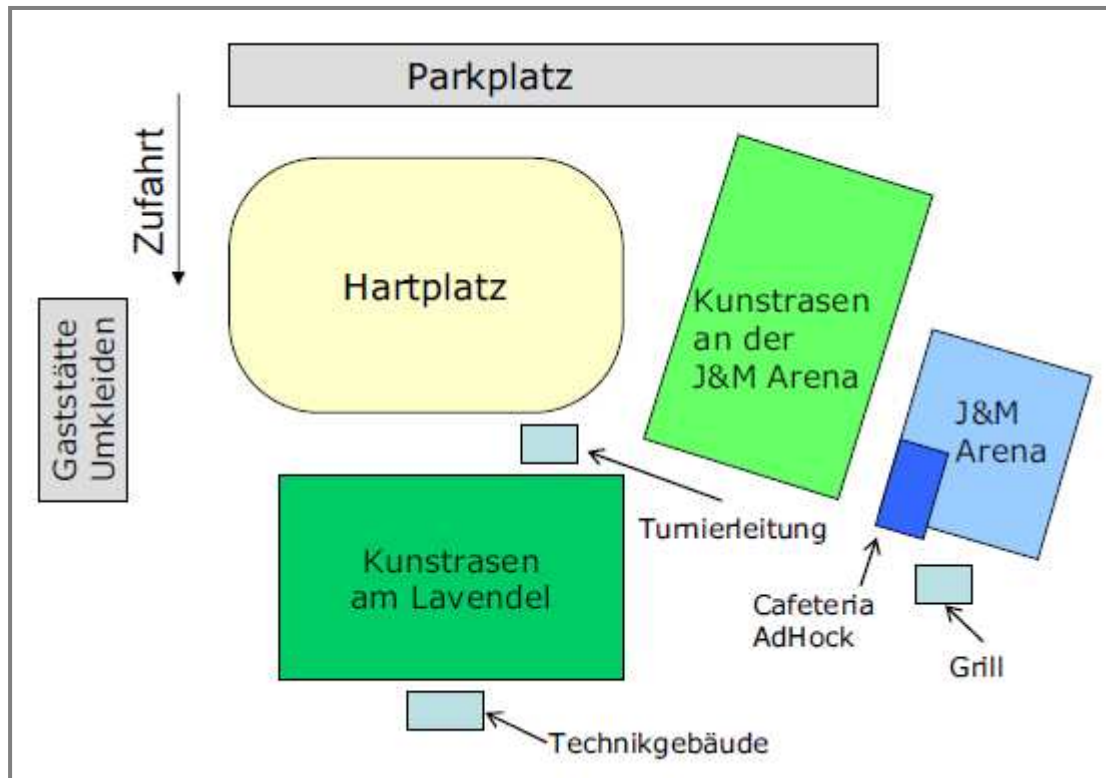 Parkplatz
Zufahrt
Hartplatz
Kunstrasen
an der
J&M Arena
Gaststätte
Umkleiden
J&M
Arena
Turnierleitung
Kunstrasen
am Lavendel
Cafeteria
AdHock
Grill
Technikgebäude